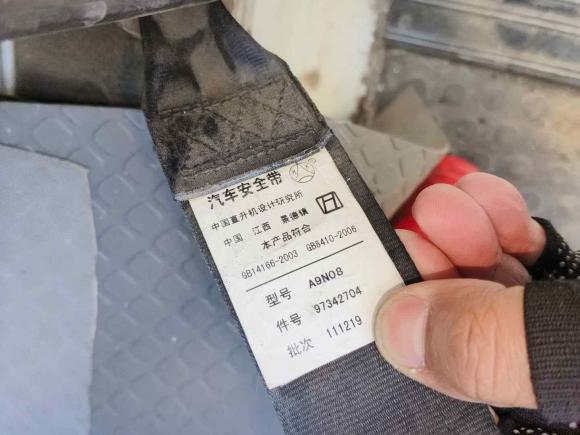 汽车安全带
中国直升机设计研究所
中国 江西 景德镇
本产品符合
GB14166-2003 GB8410-2006
型号 A9N08
件号 97342704
批次 111219